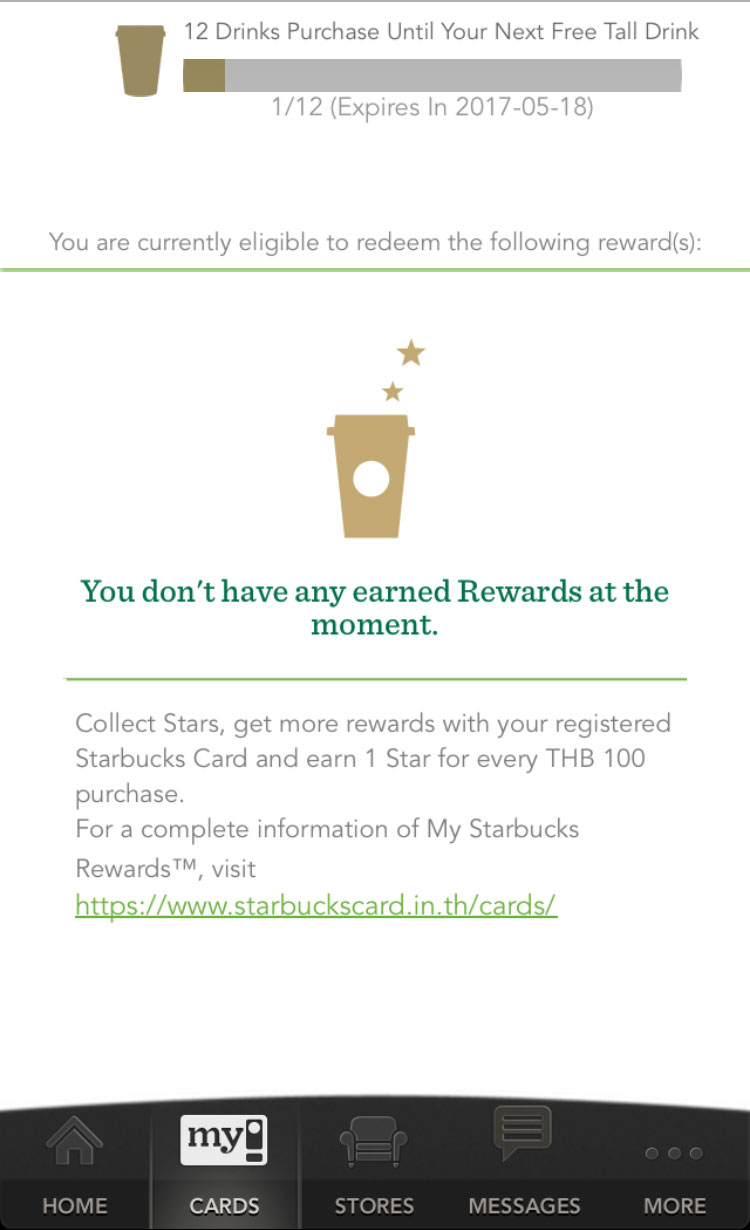 12 Drinks Purchase Until Your Next Free Tall Drink
1/12 (Expires In 2017-05-18)
You are currently eligible to redeem the following reward(s):
You don't have any earned Rewards at the
moment.
Collect Stars, get more rewards with your registered
Starbucks Card and earn 1 Star for every THB 100
purchase.
For a complete information of My Starbucks
Rewards™, visit
https://www.starbuckscard.in.th/cards/
my
HOME CARDS STORES MESSAGES MORE